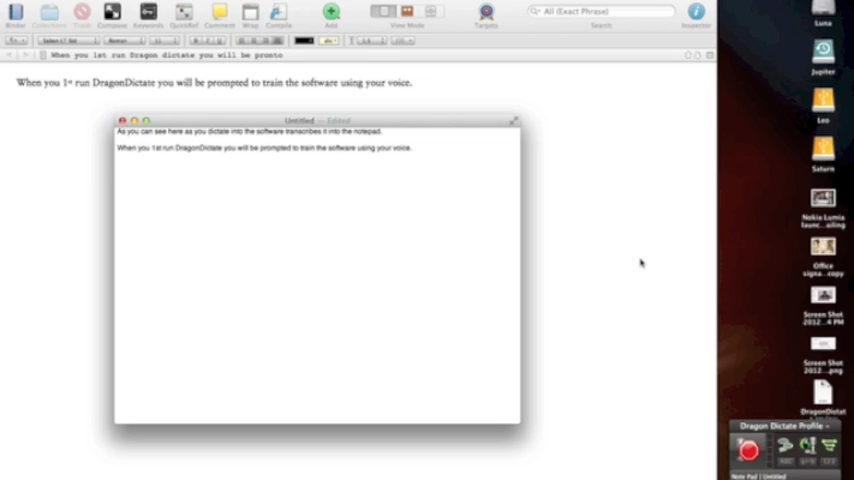 Binder Collections Trash Compose Keywords QuickRef Comment Wrap Compile Add View Mode Targets Search Inspector
All (Exact Phrase)
When you 1st run Dragon dictate you will be pronto
When you 1st run DragonDictate you will be prompted to train the software using your voice.
Untitled — Edited
As you can see here as you dictate into the software transcribes it into the notepad.
When you 1st run DragonDictate you will be prompted to train the software using your voice.
Luna
Jupiter
Leo
Saturn
Nokia Lumia
launc...ailing
Office
signa...copy
Screen Shot
2012...4 PM
Screen Shot
2012....png
DragonDictat
Dragon Dictate Profile
ABC
123
Note Pad | Untitled